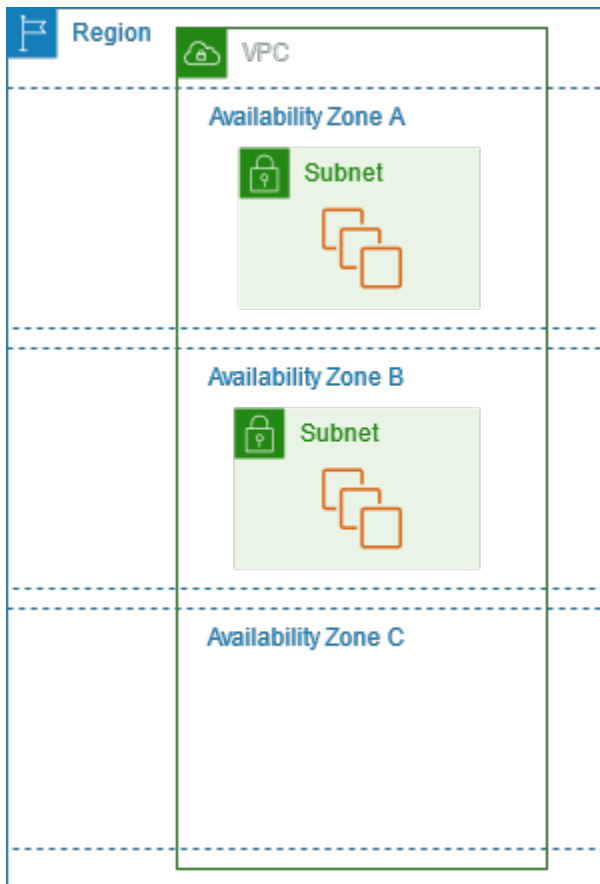 Region
VPC
Availability Zone A
Subnet
Availability Zone B
Subnet
Availability Zone C